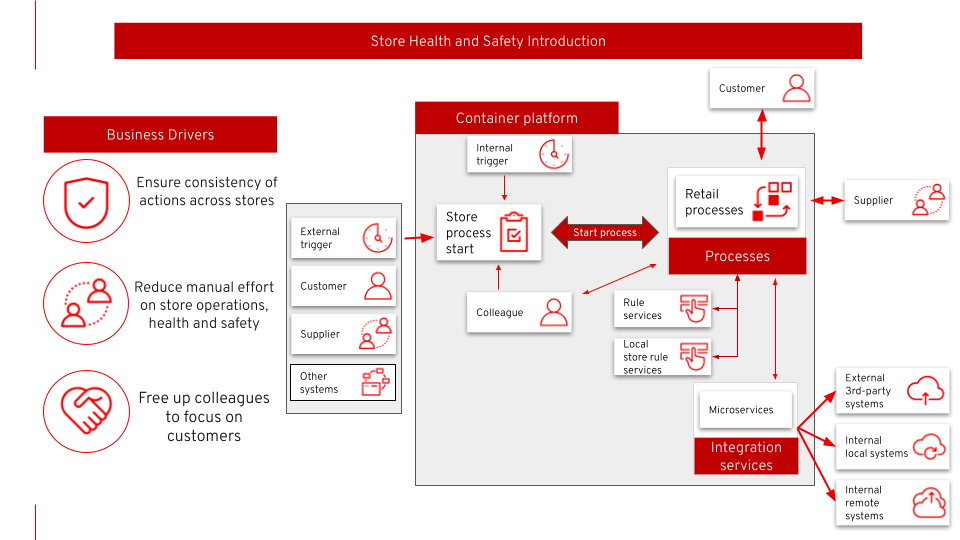 Store Health and Safety Introduction
Business Drivers
Ensure consistency of
actions across stores
Reduce manual effort
on store operations,
health and safety
Free up colleagues
to focus on
customers
External
trigger
Customer
Supplier
Other
systems
Container platform
Internal
trigger
Store
process
start
Start process
Colleague
Customer
Retail
processes
Processes
Supplier
Rule
services
Local
store rule
services
Microservices
Integration
services
External
3rd-party
systems
Internal
local systems
Internal
remote
systems